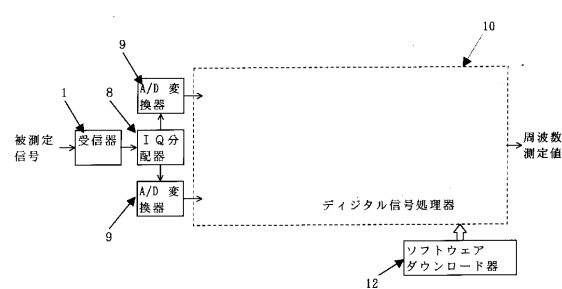 10
9
A/D 変
換器
1
8
被測定
信号
受信器
IQ分
配器
周波数
測定値
A/D 変
換器
9
ディジタル信号処理器
ソフトウェア
ダウンロード器
12